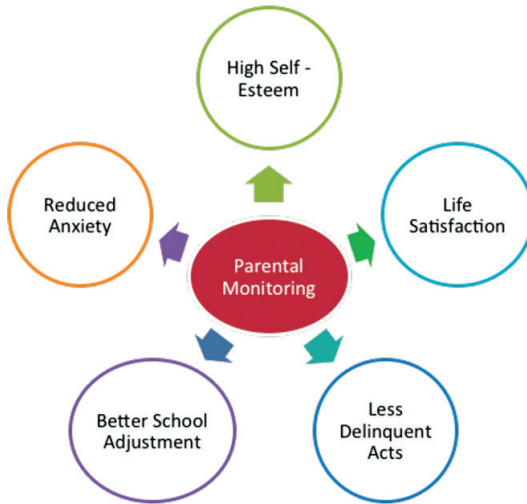 High Self -
Esteem
Reduced
Anxiety
Life
Satisfaction
Parental
Monitoring
Better School
Adjustment
Less
Delinquent
Acts